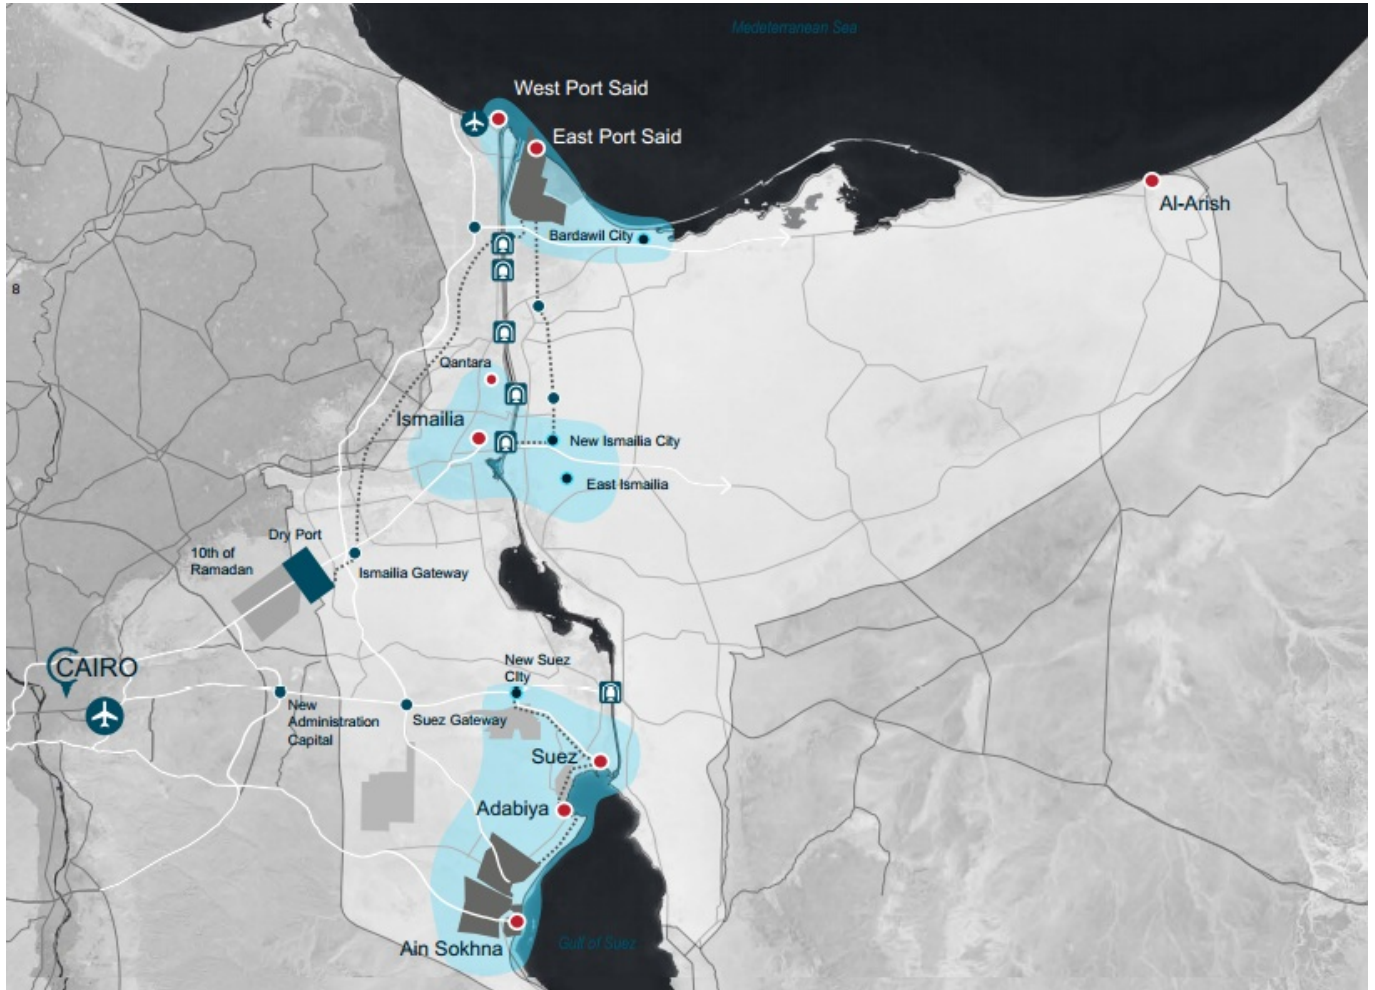 Medeterranean Sea
West Port Said
East Port Said
Al-Arish
Bardawil City
8
Qantara
Ismailia
New Ismailia City
East Ismailia
Dry Port
10th of
Ramadan
Ismailia Gateway
CAIRO
New Suez
City
New
Administration
Capital
Suez Gateway
Suez
Adabiya
Ain Sokhna
Gulf of Suez